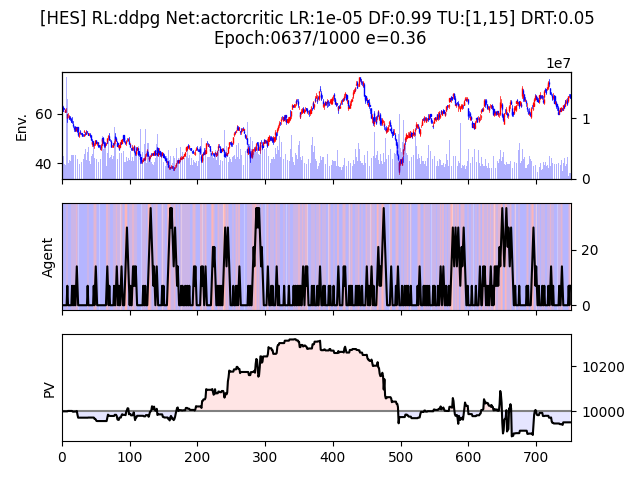 [HES] RL:ddpg Net:actorcritic LR:1e-05 DF:0.99 TU:[1,15] DRT:0.05
Epoch:0637/1000 e=0.36
1e7
Env.
60
40
1
0
Agent
20
0
PV
10200
10000
0 100 200 300 400 500 600 700